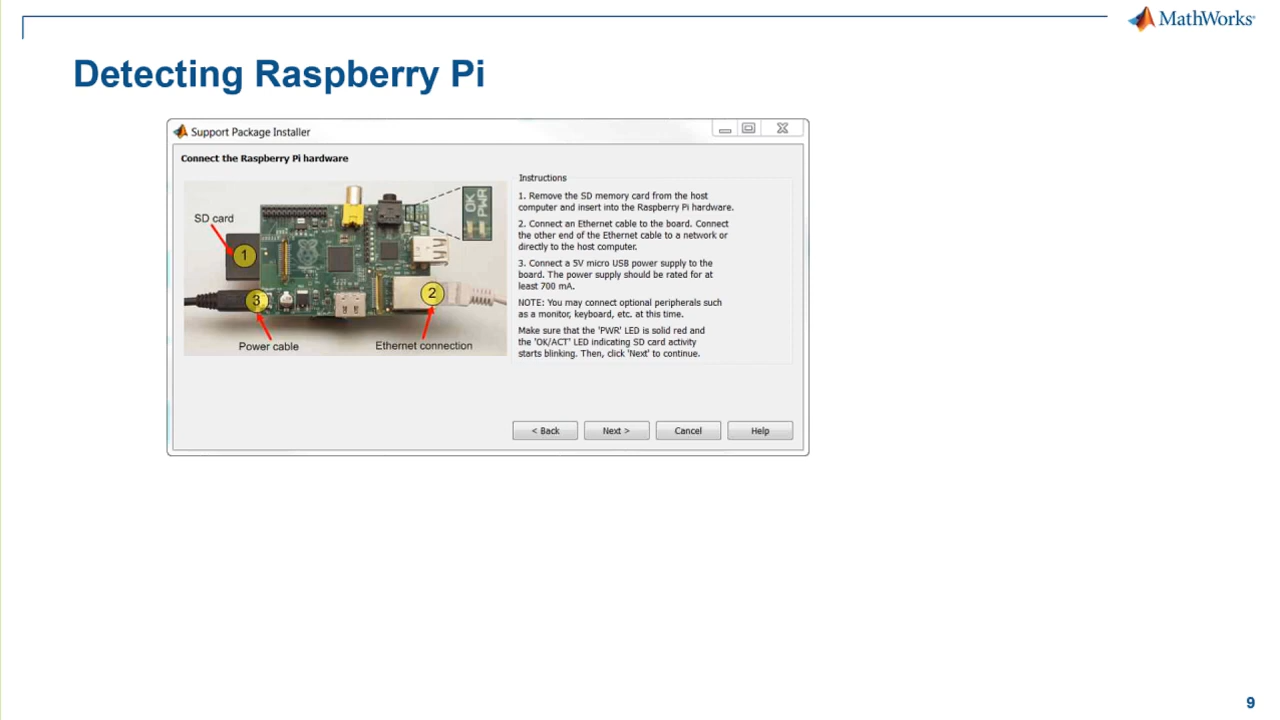 MathWorks
Detecting Raspberry Pi
Support Package Installer
Connect the Raspberry Pi hardware
SD card
OK
PWR
1
3
2
Power cable
Ethernet connection
Instructions
1. Remove the SD memory card from the host
computer and insert into the Raspberry Pi hardware.
2. Connect an Ethernet cable to the board. Connect
the other end of the Ethernet cable to a network or
directly to the host computer.
3. Connect a 5V micro USB power supply to the
board. The power supply should be rated for at
least 700 mA.
NOTE: You may connect optional peripherals such
as a monitor, keyboard, etc. at this time.
Make sure that the 'PWR' LED is solid red and
the 'OK/ACT' LED indicating SD card activity
starts blinking. Then, click 'Next' to continue.
< Back
Next >
Cancel
Help
9